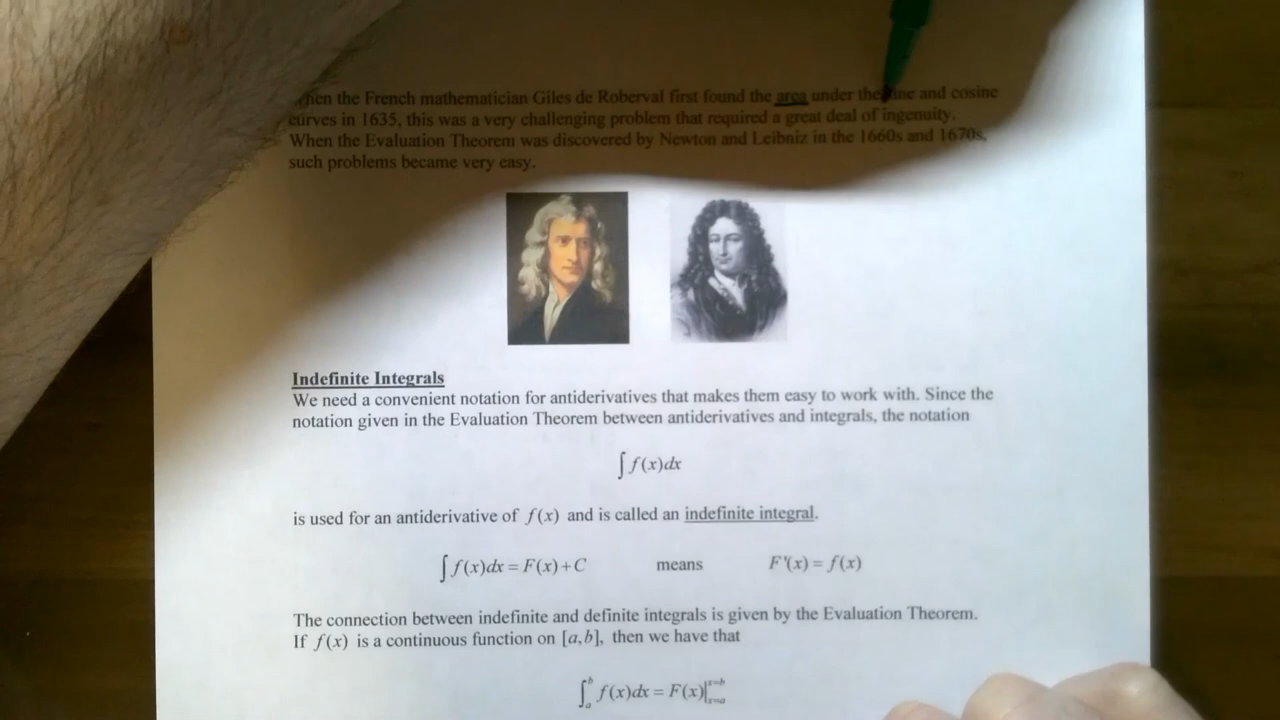 When the French mathematician Giles de Roberval first found the area under the sine and cosine
curves in 1635, this was a very challenging problem that required a great deal of ingenuity.
When the Evaluation Theorem was discovered by Newton and Leibniz in the 1660s and 1670s,
such problems became very easy.
Indefinite Integrals
We need a convenient notation for antiderivatives that makes them easy to work with. Since the
notation given in the Evaluation Theorem between antiderivatives and integrals, the notation
∫ f(x)dx
is used for an antiderivative of f(x) and is called an indefinite integral.
∫ f(x)dx = F(x) + C means F'(x) = f(x)
The connection between indefinite and definite integrals is given by the Evaluation Theorem.
If f(x) is a continuous function on [a,b], then we have that
∫_a^b f(x)dx = F(x)|_{x=a}^{x=b}